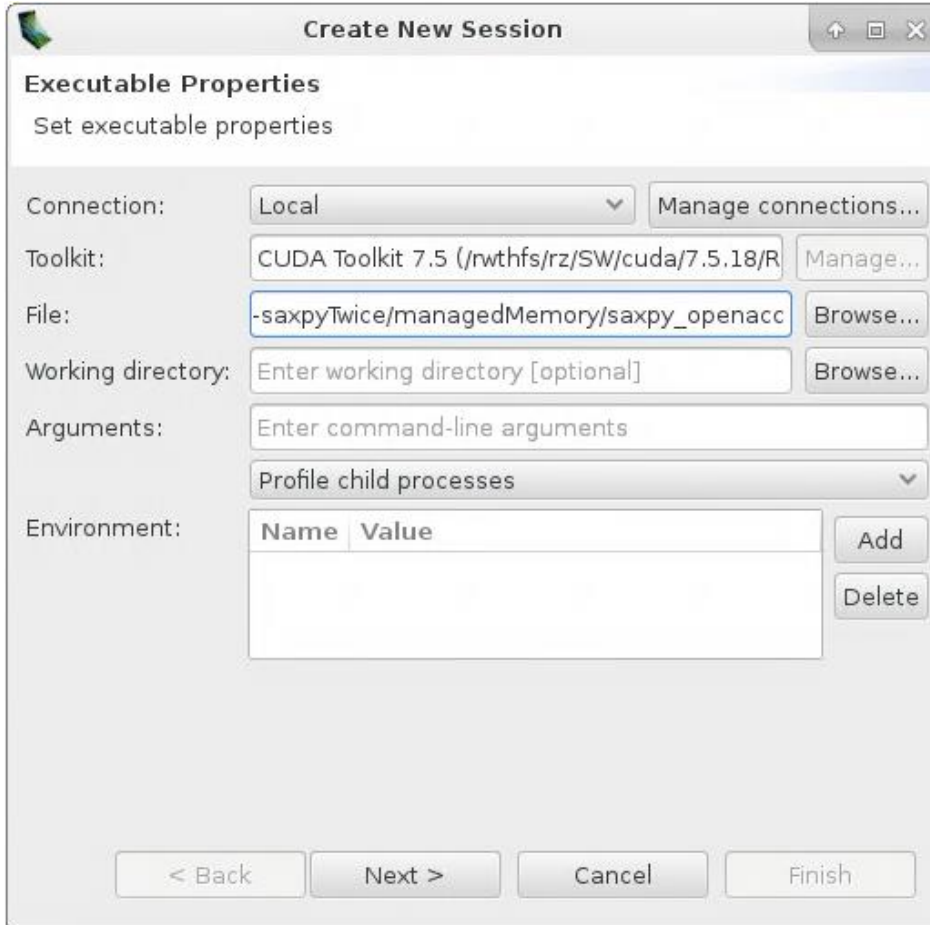 Create New Session
Executable Properties
Set executable properties
Connection: Local Manage connections...
Toolkit: CUDA Toolkit 7.5 (/rwthfs/rz/SW/cuda/7.5.18/R Manage...
File: -saxpyTwice/managedMemory/saxpy_openacc Browse...
Working directory: Enter working directory [optional] Browse...
Arguments: Enter command-line arguments
Profile child processes
Environment: Name Value Add
Delete
< Back Next > Cancel Finish